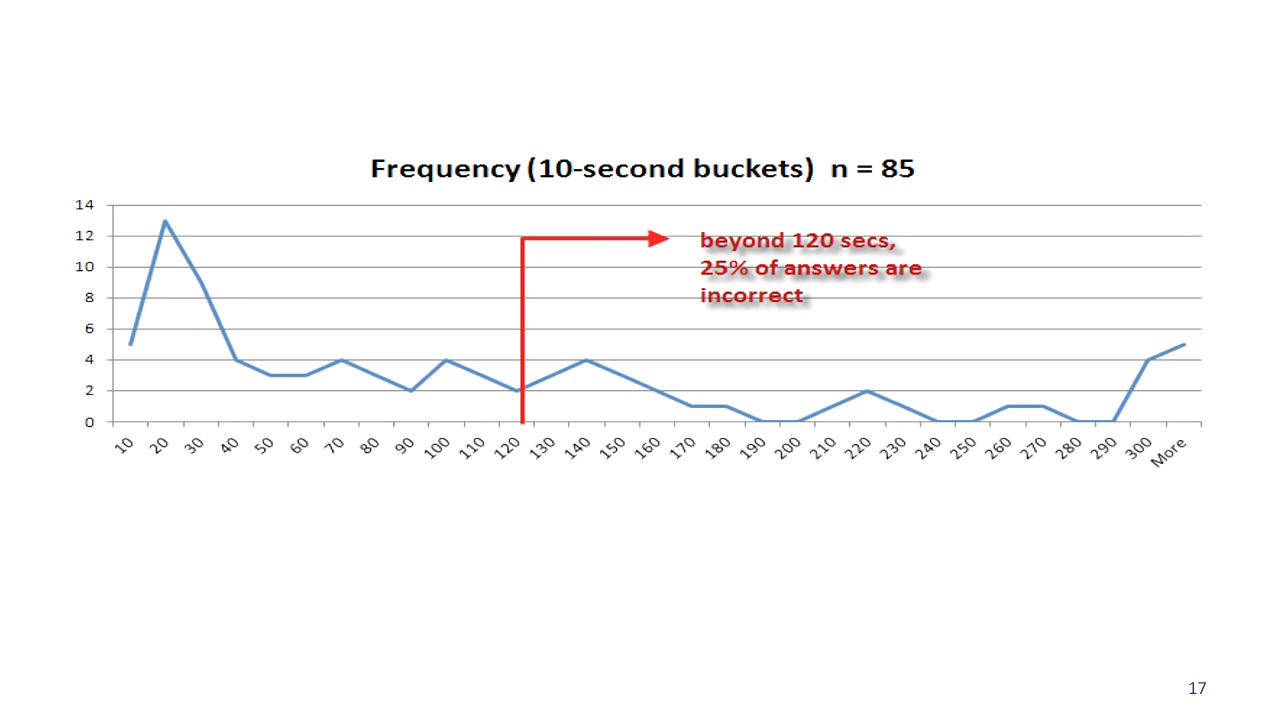 Frequency (10-second buckets)  n = 85
14
12
10
8
6
4
2
0
beyond 120 secs,
25% of answers are
incorrect
10 20 30 40 50 60 70 80 90 100 110 120 130 140 150 160 170 180 190 200 210 220 230 240 250 260 270 280 290 300 More
17